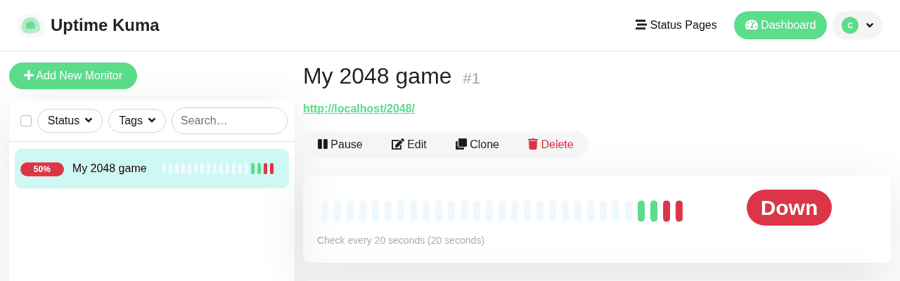 Uptime Kuma
Status Pages
Dashboard
C
Add New Monitor
Status
Tags
Search…
50%
My 2048 game
My 2048 game #1
http://localhost/2048/
Pause
Edit
Clone
Delete
Down
Check every 20 seconds (20 seconds)